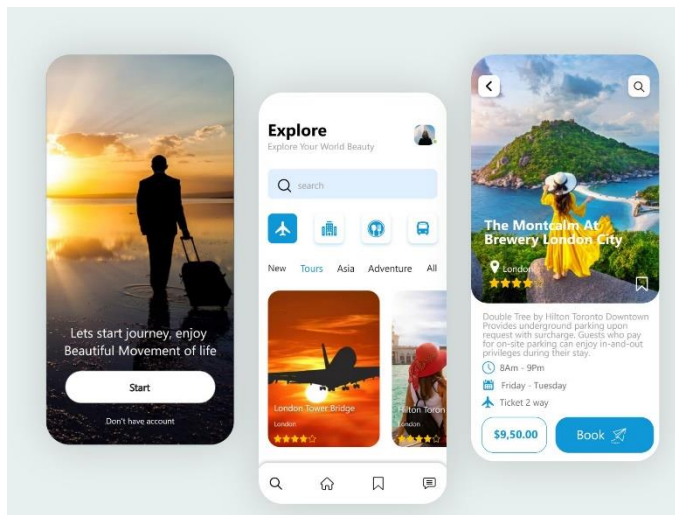 Lets start journey, enjoy
Beautiful Movement of life
Start
Don't have account
Explore
Explore Your World Beauty
search
New Tours Asia Adventure All
London Tower Bridge
London
Hilton Toron
London
The Montcalm At
Brewery London City
London
Double Tree by Hilton Toronto Downtown
Provides underground parking upon
request with surcharge. Guests who pay
for on-site parking can enjoy in-and-out
privileges during their stay.
8Am - 9Pm
Friday - Tuesday
Ticket 2 way
$9,50.00
Book